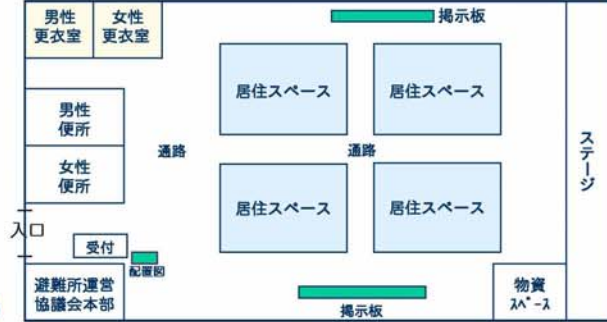 男性
更衣室
女性
更衣室
掲示板
居住スペース
居住スペース
男性
便所
通路
通路
女性
便所
ステージ
居住スペース
居住スペース
入口
受付
配置図
避難所運営
協議会本部
掲示板
物資
スペース